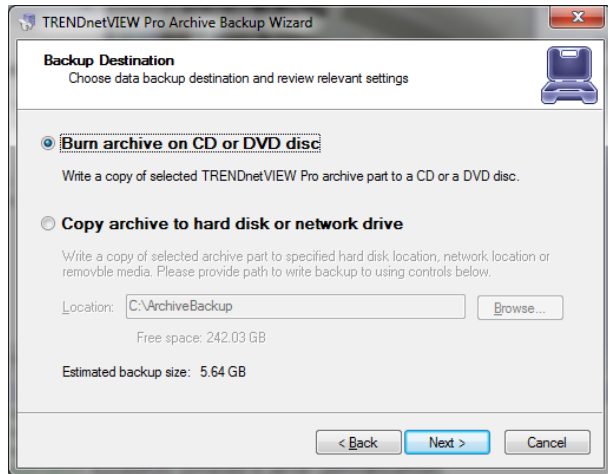 TRENDnetVIEW Pro Archive Backup Wizard
Backup Destination
Choose data backup destination and review relevant settings
Burn archive on CD or DVD disc
Write a copy of selected TRENDnetVIEW Pro archive part to a CD or a DVD disc.
Copy archive to hard disk or network drive
Write a copy of selected archive part to specified hard disk location, network location or
removble media. Please provide path to write backup to using controls below.
Location: C:\ArchiveBackup Browse...
Free space: 242.03 GB
Estimated backup size: 5.64 GB
< Back Next > Cancel